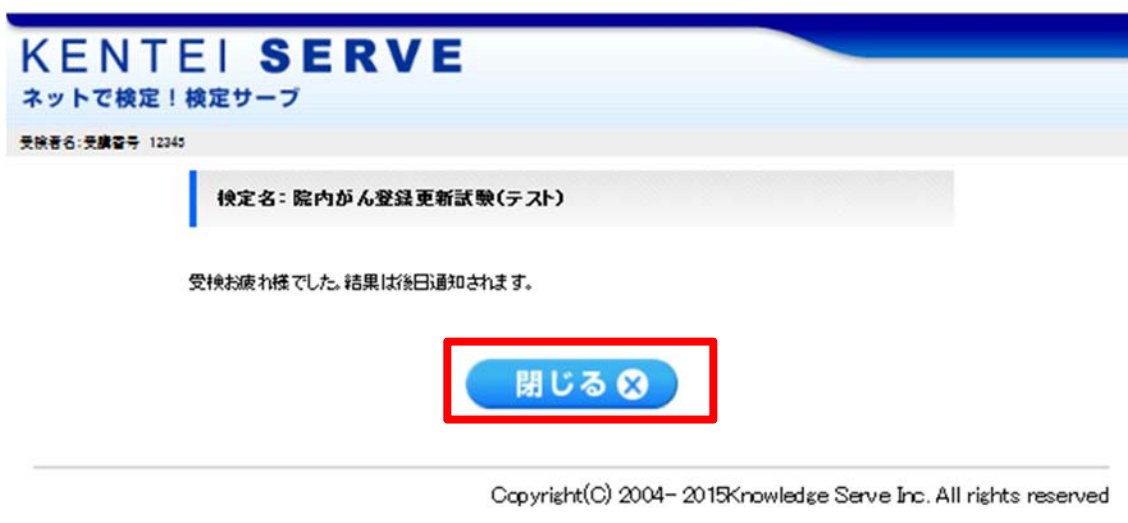 KENTEI SERVE
ネットで検定！検定サーブ
受検者名:受講番号 12345
検定名: 院内がん登録更新試験(テスト)
受検お疲れ様でした。結果は後日通知されます。
閉じる
Copyright(C) 2004- 2015Knowledge Serve Inc. All rights reserved